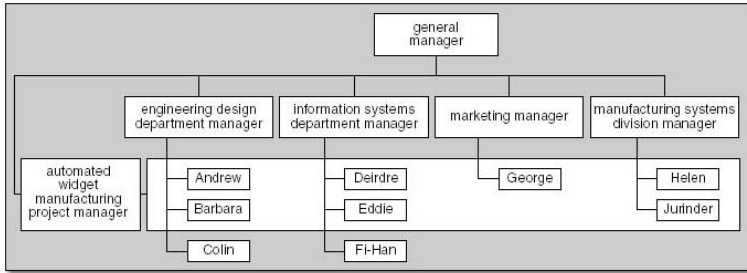 general
manager
engineering design
department manager
information systems
department manager
marketing manager
manufacturing systems
division manager
automated
widget
manufacturing
project manager
Andrew
Deirdre
George
Helen
Barbara
Eddie
Jurinder
Colin
Fi-Han